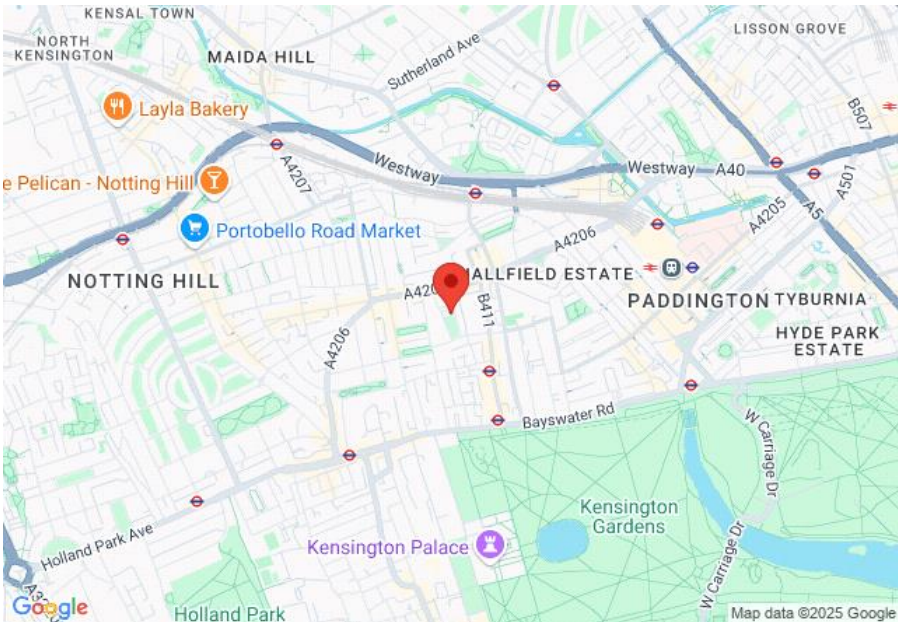 KENSAL TOWN
LISSON GROVE
NORTH
KENSINGTON
MAIDA HILL
Sutherland Ave
B507
Layla Bakery
A4207
Westway
Westway
A40
A501
e Pelican - Notting Hill
A4205
A5
Portobello Road Market
A4206
NOTTING HILL
HALLFIELD ESTATE
A420
B411
PADDINGTON
TYBURNIA
HYDE PARK
ESTATE
A4206
Bayswater Rd
W Carriage Dr
Kensington
Gardens
Kensington Palace
Holland Park Ave
W Carriage Dr
Google
Holland Park
Map data ©2025 Google